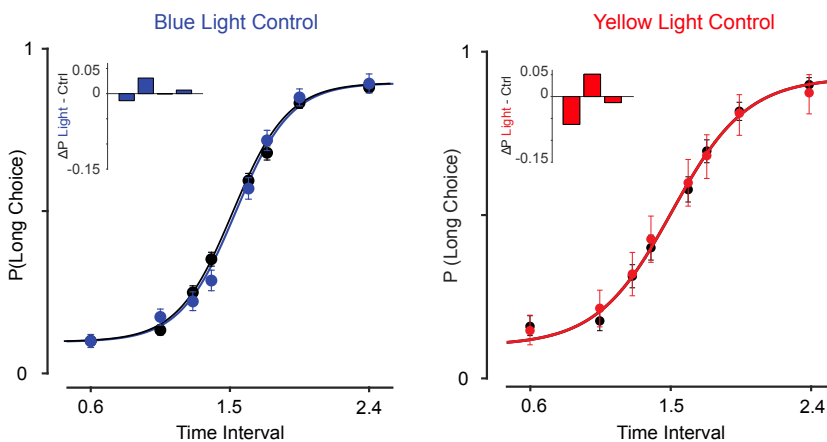 Blue Light Control
1
0.05
0
-0.15
ΔP Light - Ctrl
P(Long Choice)
0
0.6
1.5
2.4
Time Interval
Yellow Light Control
1
0.05
0
-0.15
ΔP Light - Ctrl
P (Long Choice)
0
0.6
1.5
2.4
Time Interval